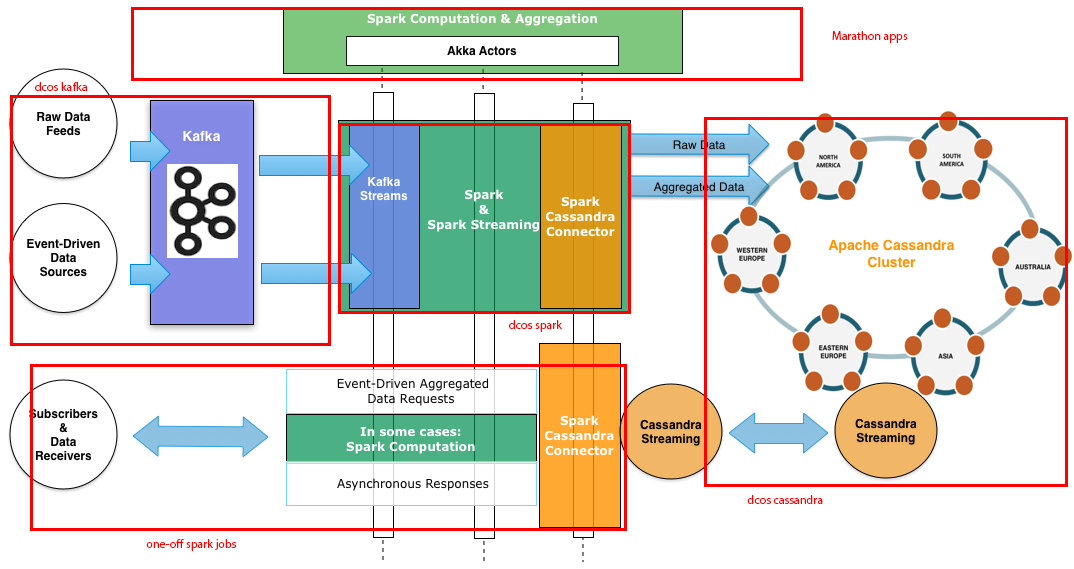 Spark Computation & Aggregation
Akka Actors
Marathon apps
dcos kafka
Raw Data
Feeds
Kafka
Event-Driven
Data
Sources
Kafka
Streams
Spark
&
Spark Streaming
Spark
Cassandra
Connector
dcos spark
Raw Data
Aggregated Data
NORTH
AMERICA
SOUTH
AMERICA
WESTERN
EUROPE
Apache Cassandra
Cluster
AUSTRALIA
EASTERN
EUROPE
ASIA
Subscribers
&
Data
Receivers
Event-Driven Aggregated
Data Requests
In some cases:
Spark Computation
Asynchronous Responses
Spark
Cassandra
Connector
Cassandra
Streaming
Cassandra
Streaming
dcos cassandra
one-off spark jobs